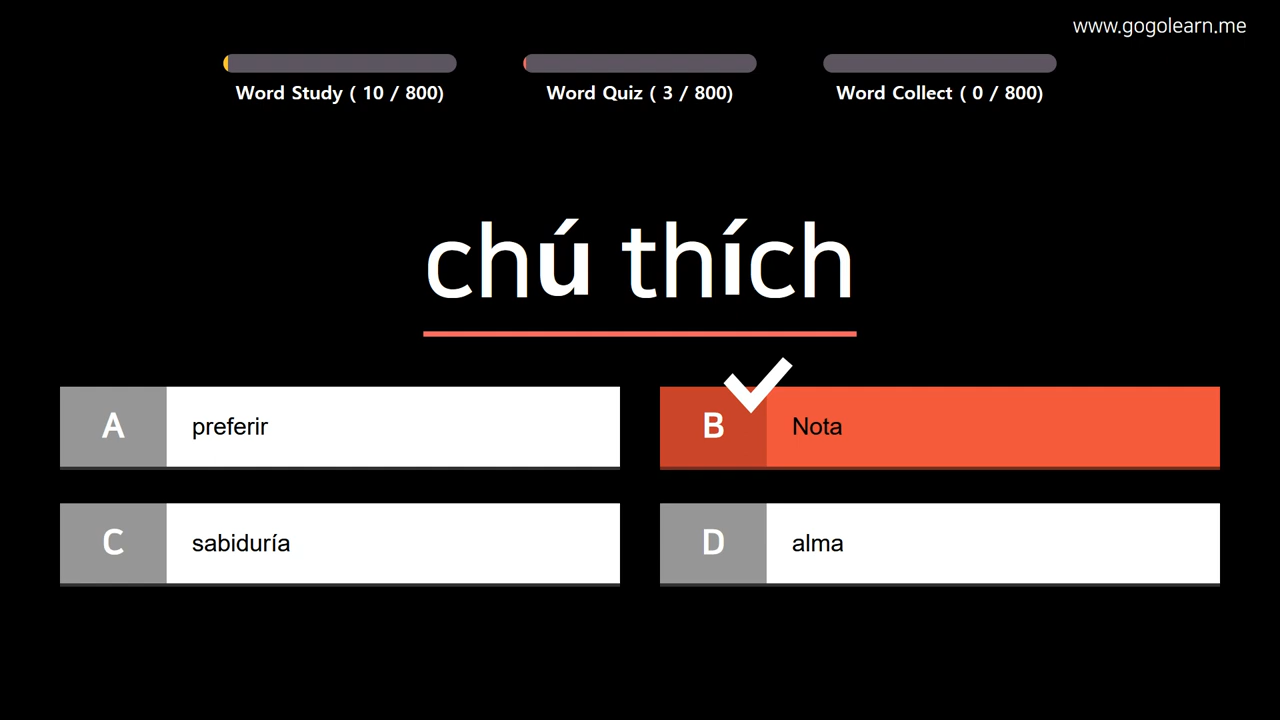 www.gogolearn.me
Word Study ( 10 / 800)
Word Quiz ( 3 / 800)
Word Collect ( 0 / 800)
chú thích
A preferir
B Nota
C sabiduría
D alma